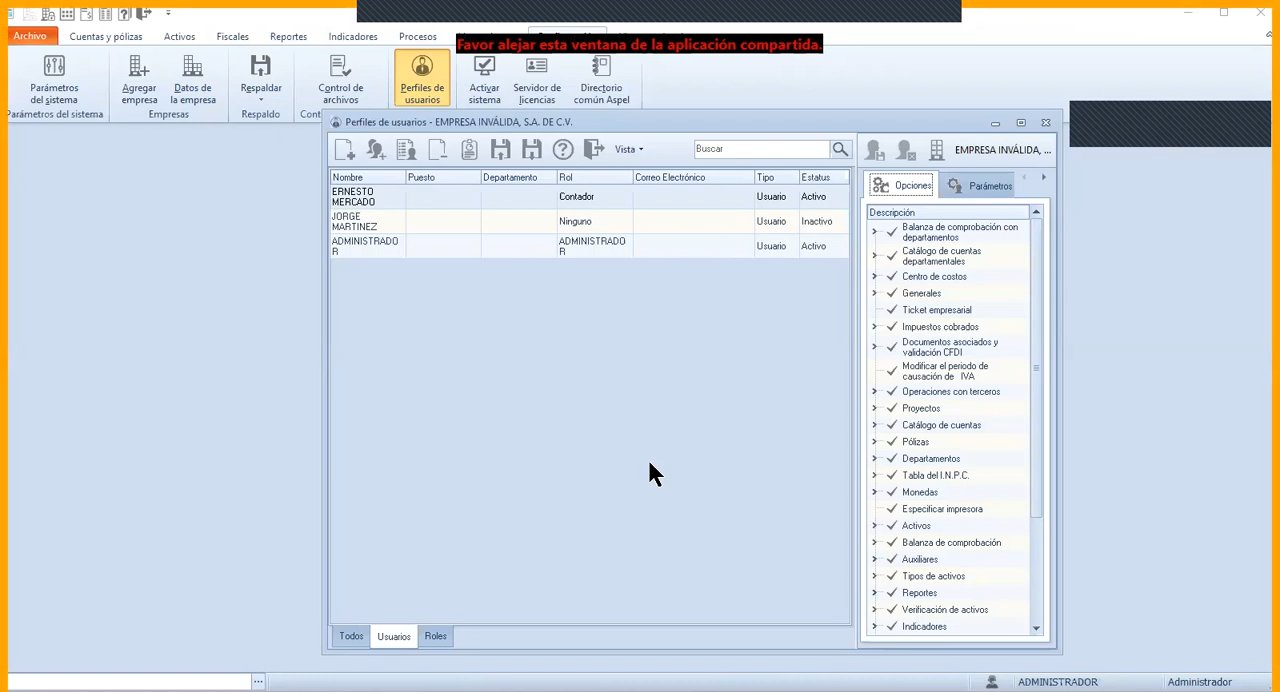 Archivo Cuentas y pólizas Activos Fiscales Reportes Indicadores Procesos
Favor alejar esta ventana de la aplicación compartida.
Parámetros del sistema
Agregar empresa
Datos de la empresa
Respaldar
Control de archivos
Perfiles de usuarios
Activar sistema
Servidor de licencias
Directorio común Aspel
Parámetros del sistema Empresas Respaldo
Perfiles de usuarios - EMPRESA INVÁLIDA, S.A. DE C.V.
Vista Buscar EMPRESA INVÁLIDA, ...
Opciones Parámetros
Nombre Puesto Departamento Rol Correo Electrónico Tipo Estatus
ERNESTO MERCADO Contador Usuario Activo
JORGE MARTINEZ Ninguno Usuario Inactivo
ADMINISTRADO
R ADMINISTRADO
R Usuario Activo
Descripción
Balanza de comprobación con
departamentos
Catálogo de cuentas
departamentales
Centro de costos
Generales
Ticket empresarial
Impuestos cobrados
Documentos asociados y
validación CFDI
Modificar el periodo de
causación de IVA
Operaciones con terceros
Proyectos
Catálogo de cuentas
Pólizas
Departamentos
Tabla del I.N.P.C.
Monedas
Especificar impresora
Activos
Balanza de comprobación
Auxiliares
Tipos de activos
Reportes
Verificación de activos
Indicadores
Todos Usuarios Roles
ADMINISTRADOR Administrador